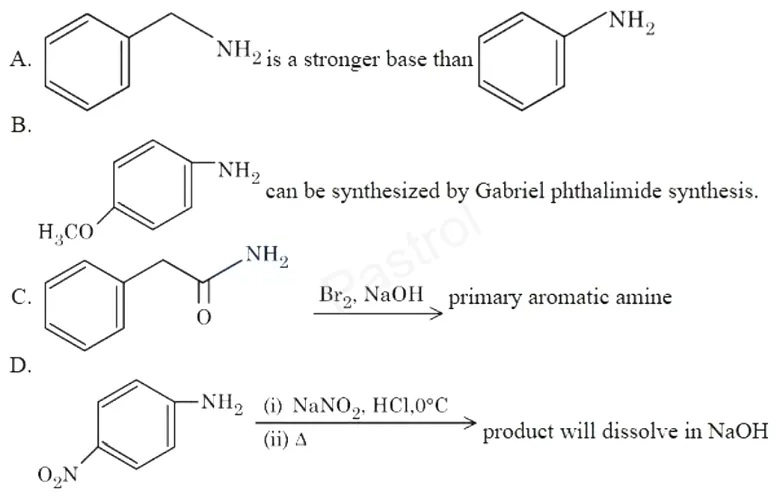 A. NH2 is a stronger base than NH2
B.
NH2
H3CO can be synthesized by Gabriel phthalimide synthesis.
C. NH2
O Br2, NaOH primary aromatic amine
D.
NH2 (i) NaNO2, HCl,0°C
(ii) Δ product will dissolve in NaOH
O2N
Pastrol